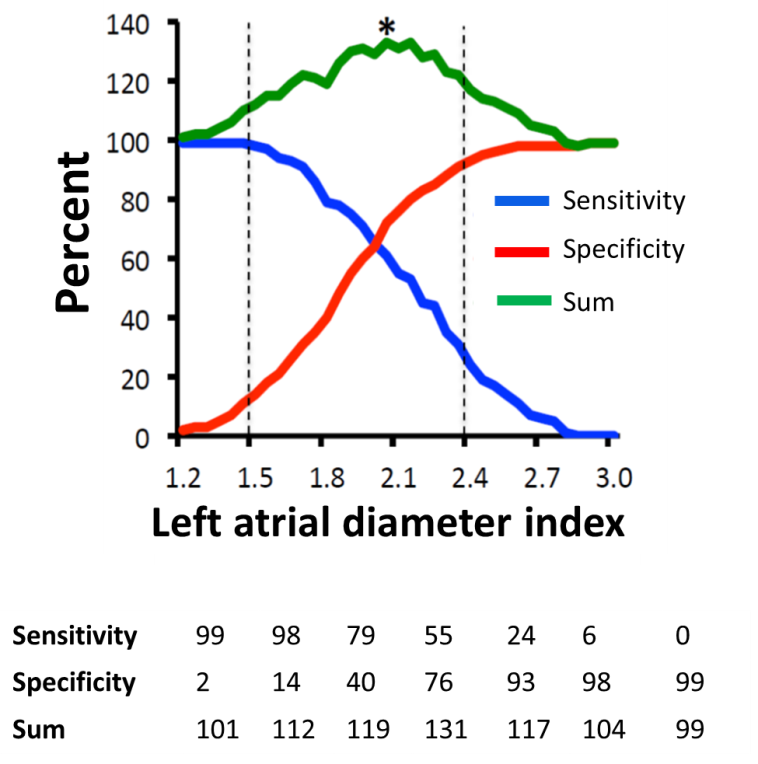 140
*
120
100
80
60
40
20
0
Percent
Sensitivity
Specificity
Sum
1.2 1.5 1.8 2.1 2.4 2.7 3.0
Left atrial diameter index
Sensitivity 99 98 79 55 24 6 0
Specificity 2 14 40 76 93 98 99
Sum 101 112 119 131 117 104 99